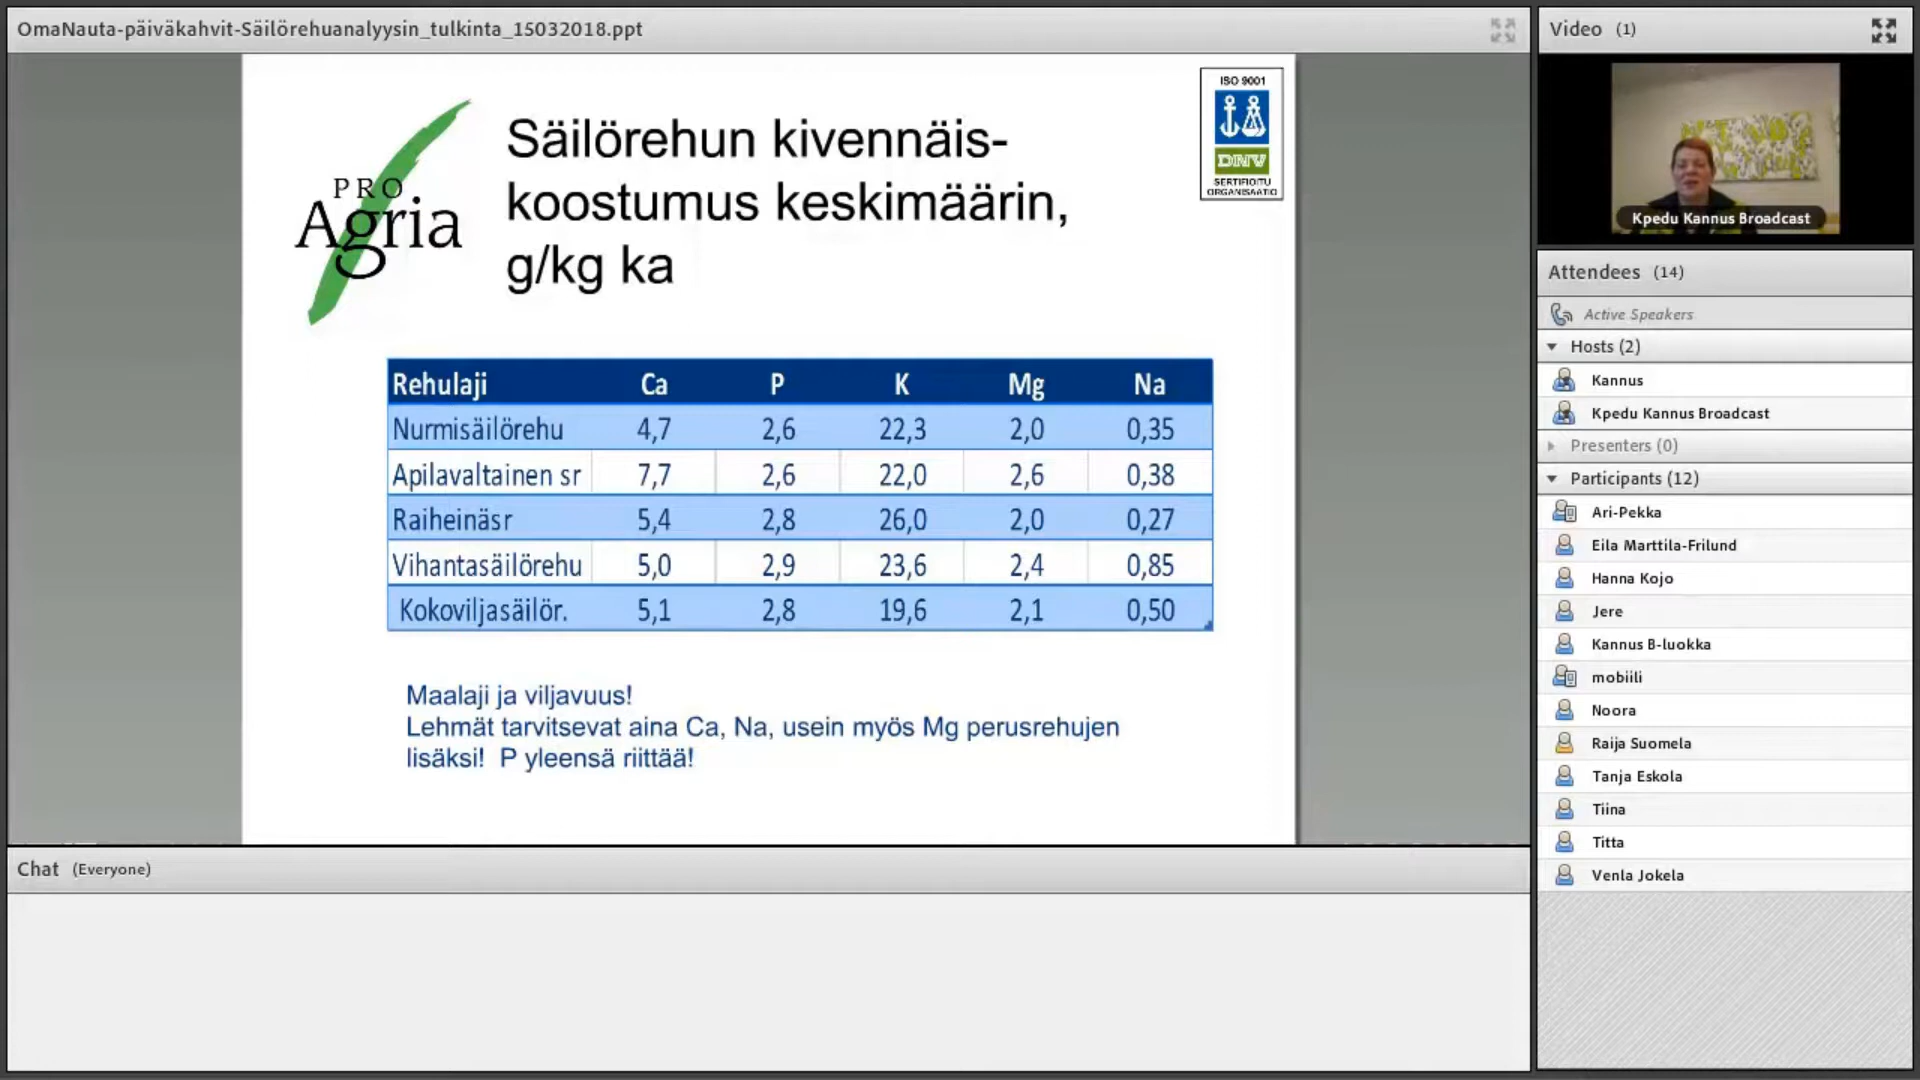 OmaNauta-päiväkahvit-Säilörehuanalyysin_tulkinta_15032018.ppt
PRO
Agria
Säilörehun kivennäis-
koostumus keskimäärin,
g/kg ka
ISO 9001
DNV
SERTIFIOITU
ORGANISAATIO
Rehulaji Ca P K Mg Na
Nurmisäilörehu 4,7 2,6 22,3 2,0 0,35
Apilavaltainen sr 7,7 2,6 22,0 2,6 0,38
Raiheinäsr 5,4 2,8 26,0 2,0 0,27
Vihantasäilörehu 5,0 2,9 23,6 2,4 0,85
Kokoviljasäilör. 5,1 2,8 19,6 2,1 0,50
Maalaji ja viljavuus!
Lehmät tarvitsevat aina Ca, Na, usein myös Mg perusrehujen
lisäksi! P yleensä riittää!
Chat (Everyone)
Video (1)
Kpedu Kannus Broadcast
Attendees (14)
Active Speakers
Hosts (2)
Kannus
Kpedu Kannus Broadcast
Presenters (0)
Participants (12)
Ari-Pekka
Eila Marttila-Frilund
Hanna Kojo
Jere
Kannus B-luokka
mobiili
Noora
Raija Suomela
Tanja Eskola
Tiina
Titta
Venla Jokela